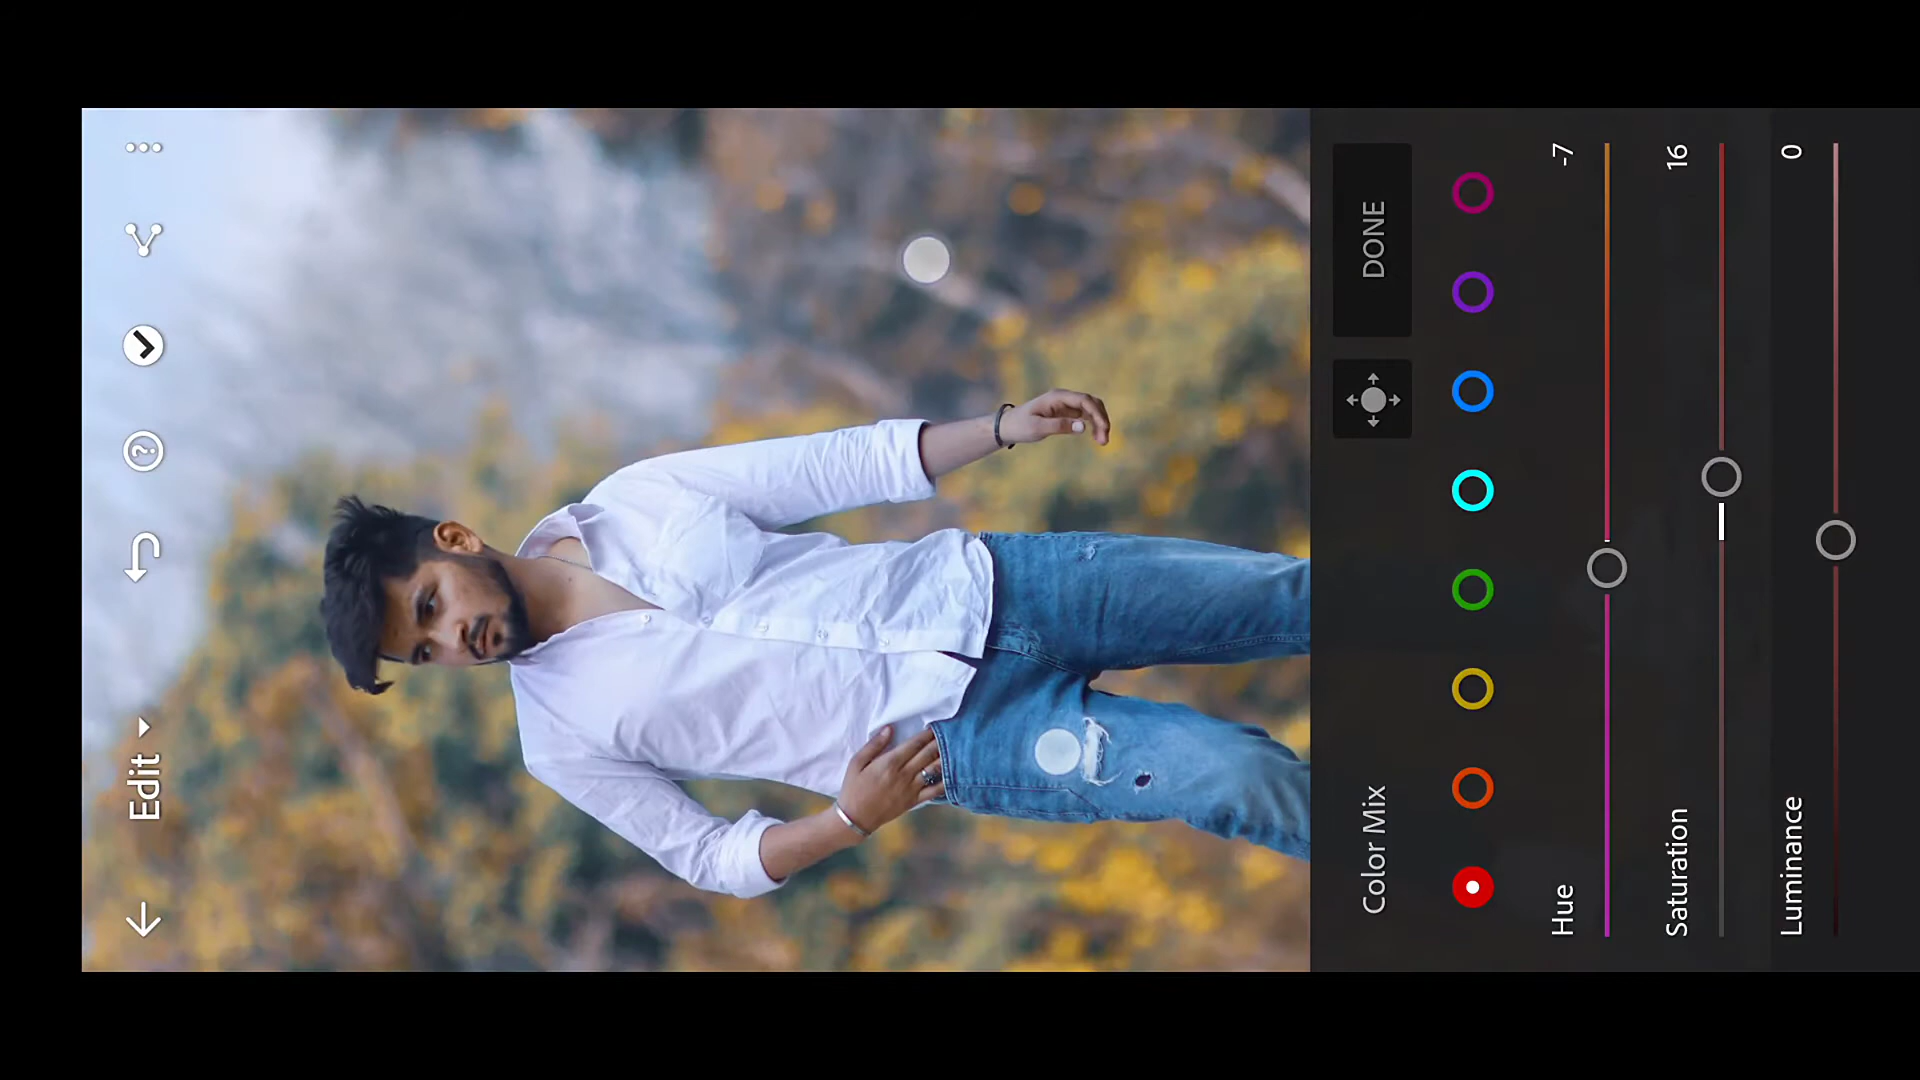 Edit
Color Mix
DONE
Hue
-7
Saturation
16
Luminance
0